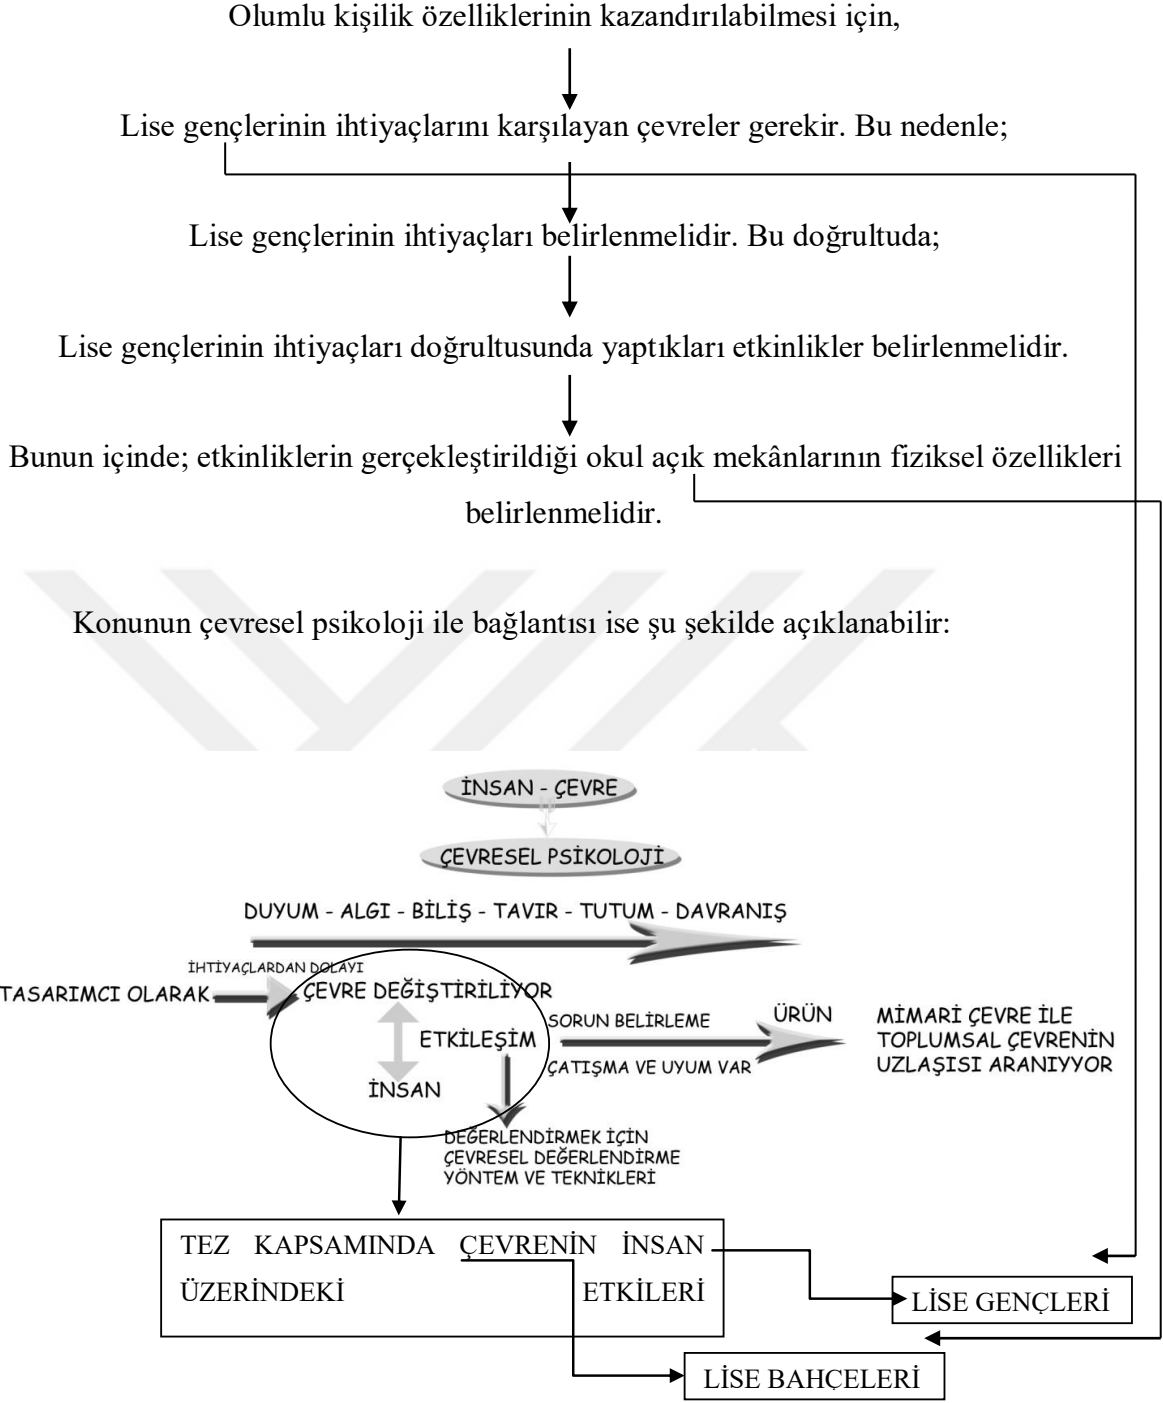 Olumlu kişilik özelliklerinin kazandırılabilmesi için,
Lise gençlerinin ihtiyaçlarını karşılayan çevreler gerekir. Bu nedenle;
Lise gençlerinin ihtiyaçları belirlenmelidir. Bu doğrultuda;
Lise gençlerinin ihtiyaçları doğrultusunda yaptıkları etkinlikler belirlenmelidir.
Bunun içinde; etkinliklerin gerçekleştirildiği okul açık mekânlarının fiziksel özellikleri
belirlenmelidir.
Konunun çevresel psikoloji ile bağlantısı ise şu şekilde açıklanabilir:
İNSAN - ÇEVRE
ÇEVRESEL PSİKOLOJİ
DUYUM - ALGI - BİLİŞ - TAVIR - TUTUM - DAVRANIŞ
İHTİYAÇLARDAN DOLAYI
TASARIMCI OLARAK
ÇEVRE DEĞİŞTİRİLİYOR
ETKİLEŞİM
İNSAN
SORUN BELİRLEME
ÇATIŞMA VE UYUM VAR
ÜRÜN
MİMARİ ÇEVRE İLE
TOPLUMSAL ÇEVRENİN
UZLAŞISI ARANIYYOR
DEĞERLENDİRMEK İÇİN
ÇEVRESEL DEĞERLENDİRME
YÖNTEM VE TEKNİKLERİ
TEZ KAPSAMINDA ÇEVRENİN İNSAN
ÜZERİNDEKİ ETKİLERİ
LİSE GENÇLERİ
LİSE BAHÇELERİ